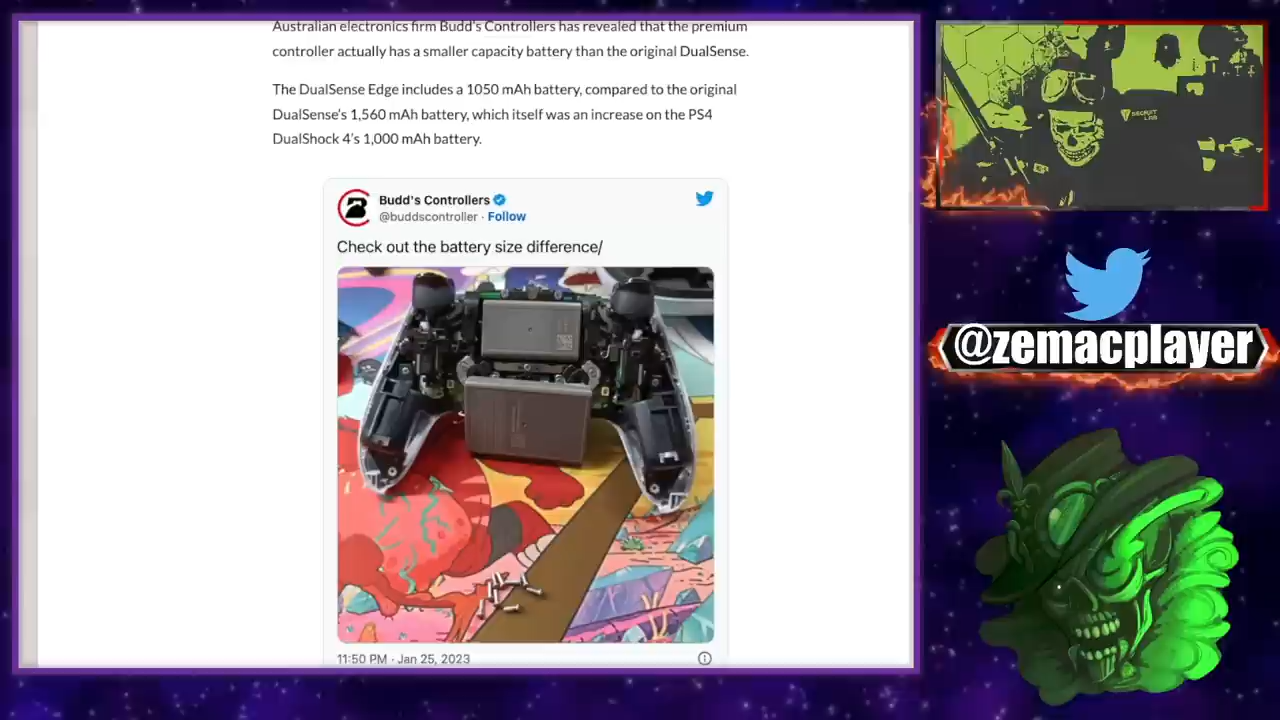 Australian electronics firm Budd's Controllers has revealed that the premium
controller actually has a smaller capacity battery than the original DualSense.
The DualSense Edge includes a 1050 mAh battery, compared to the original
DualSense's 1,560 mAh battery, which itself was an increase on the PS4
DualShock 4's 1,000 mAh battery.
Budd's Controllers
@buddscontroller · Follow
Check out the battery size difference/
11:50 PM · Jan 25, 2023
SECRET
LAB
@zemacplayer